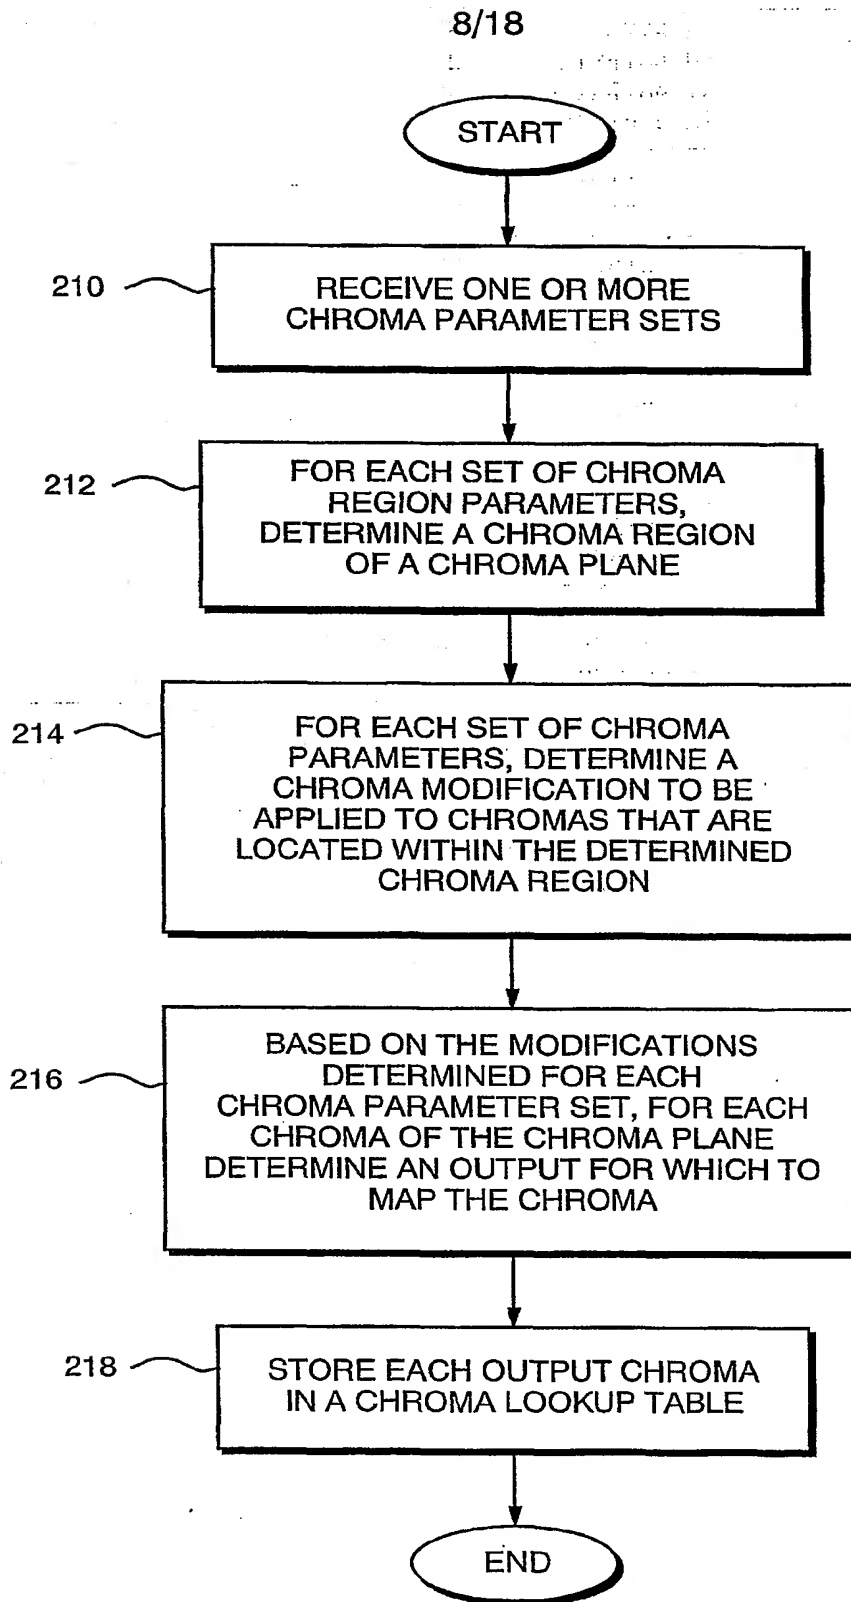 8/18
START
210
RECEIVE ONE OR MORE
CHROMA PARAMETER SETS
212
FOR EACH SET OF CHROMA
REGION PARAMETERS,
DETERMINE A CHROMA REGION
OF A CHROMA PLANE
214
FOR EACH SET OF CHROMA
PARAMETERS, DETERMINE A
CHROMA MODIFICATION TO BE
APPLIED TO CHROMAS THAT ARE
LOCATED WITHIN THE DETERMINED
CHROMA REGION
216
BASED ON THE MODIFICATIONS
DETERMINED FOR EACH
CHROMA PARAMETER SET, FOR EACH
CHROMA OF THE CHROMA PLANE
DETERMINE AN OUTPUT FOR WHICH TO
MAP THE CHROMA
218
STORE EACH OUTPUT CHROMA
IN A CHROMA LOOKUP TABLE
END